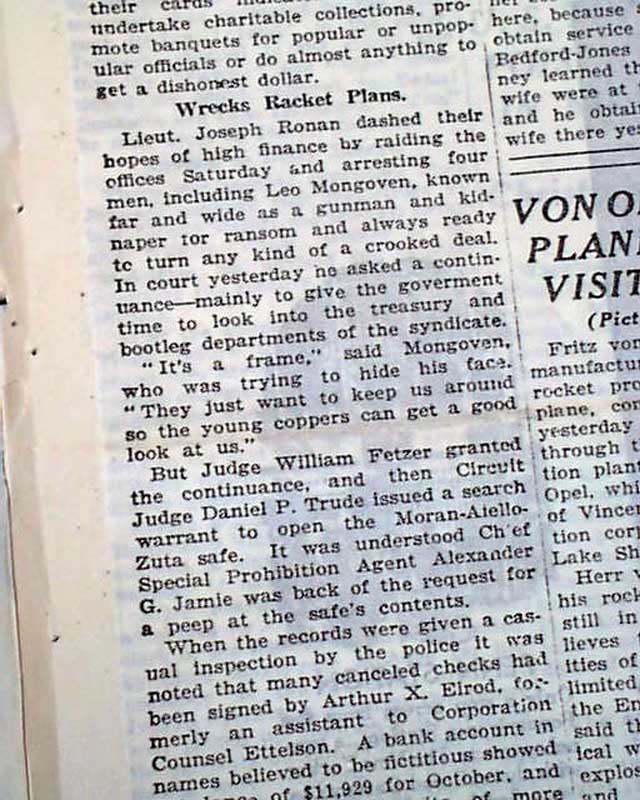 their cards
undertake charitable collections, pro-
mote banquets for popular or unpop-
ular officials or do almost anything to
get a dishonest dollar.
Wrecks Racket Plans.
Lieut. Joseph Ronan dashed their
hopes of high finance by raiding the
offices Saturday and arresting four
men, including Leo Mongoven, known
far and wide as a gunman and kid-
naper for ransom and always ready
to turn any kind of a crooked deal.
In court yesterday he asked a contin-
uance—mainly to give the goverment
time to look into the treasury and
bootleg departments of the syndicate.
"It's a frame," said Mongoven,
who was trying to hide his face.
"They just want to keep us around
so the young coppers can get a good
look at us."
But Judge William Fetzer granted
the continuance, and then Circuit
Judge Daniel P. Trude issued a search
warrant to open the Moran-Aiello-
Zuta safe. It was understood Chief
Special Prohibition Agent Alexander
G. Jamie was back of the request for
a peep at the safe's contents.
When the records were given a cas-
ual inspection by the police it was
noted that many canceled checks had
been signed by Arthur X. Elrod, for-
merly an assistant to Corporation
Counsel Ettelson. A bank account in
names believed to be fictitious showed
of $11,929 for October, and
of more
here, because
obtain service
Bedford-Jones
ney learned th
wife were at
and he obtai
wife there ye
VON O
PLAN
VISIT
(Pict
Fritz von
manufactur
rocket pro
plane, con
yesterday
through t
tion plant
Opel, whi
of Vincen
tion corp
Lake Sh
Herr v
his rock
still in
lieves
ities of
limited
the En
said th
ical w
explos
and